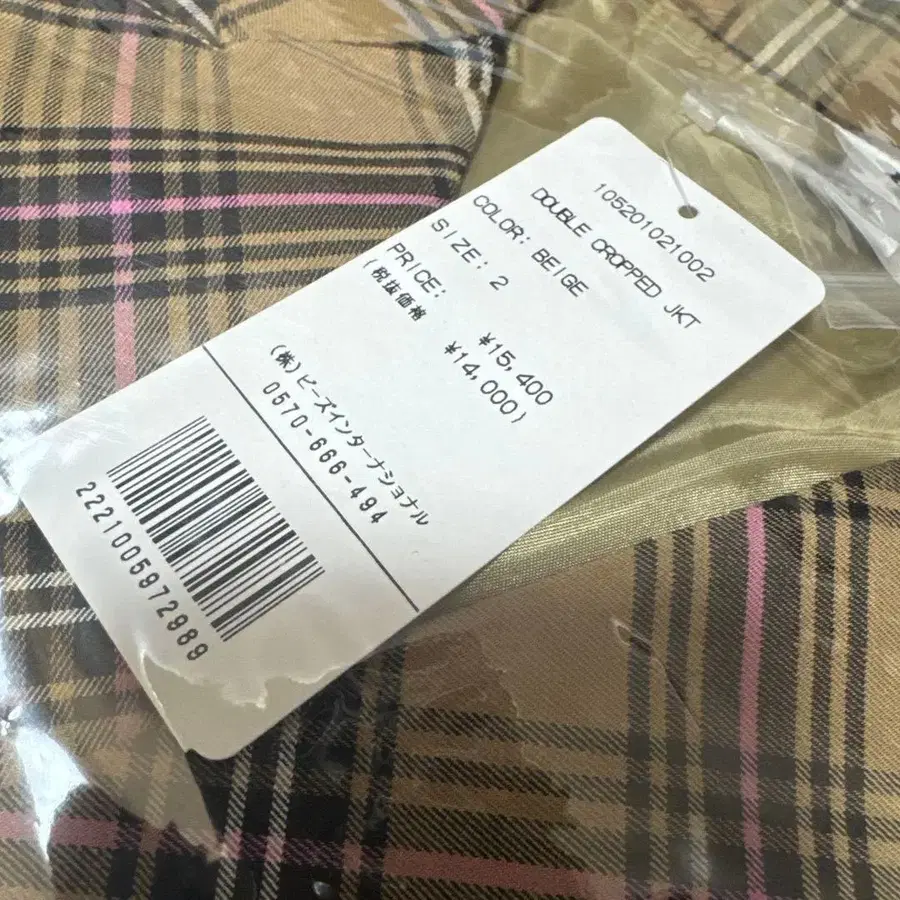 105201021002
DOUBLE CROPPED JKT
COLOR: BEIGE
SIZE: 2
PRICE: ¥15,400
(税抜価格 ¥14,000)
(株)ビーズインターナショナル
0570-666-494
2221005972989